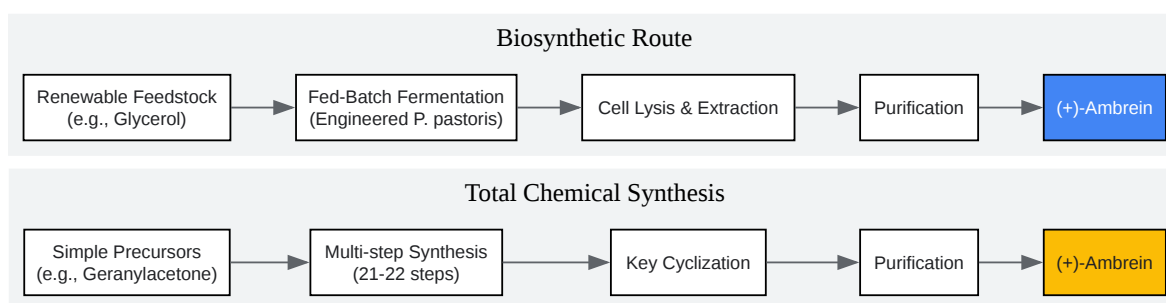 Biosynthetic Route
Renewable Feedstock
(e.g., Glycerol)
Fed-Batch Fermentation
(Engineered P. pastoris)
Cell Lysis & Extraction
Purification
(+)-Ambrein
Total Chemical Synthesis
Simple Precursors
(e.g., Geranylacetone)
Multi-step Synthesis
(21-22 steps)
Key Cyclization
Purification
(+)-Ambrein